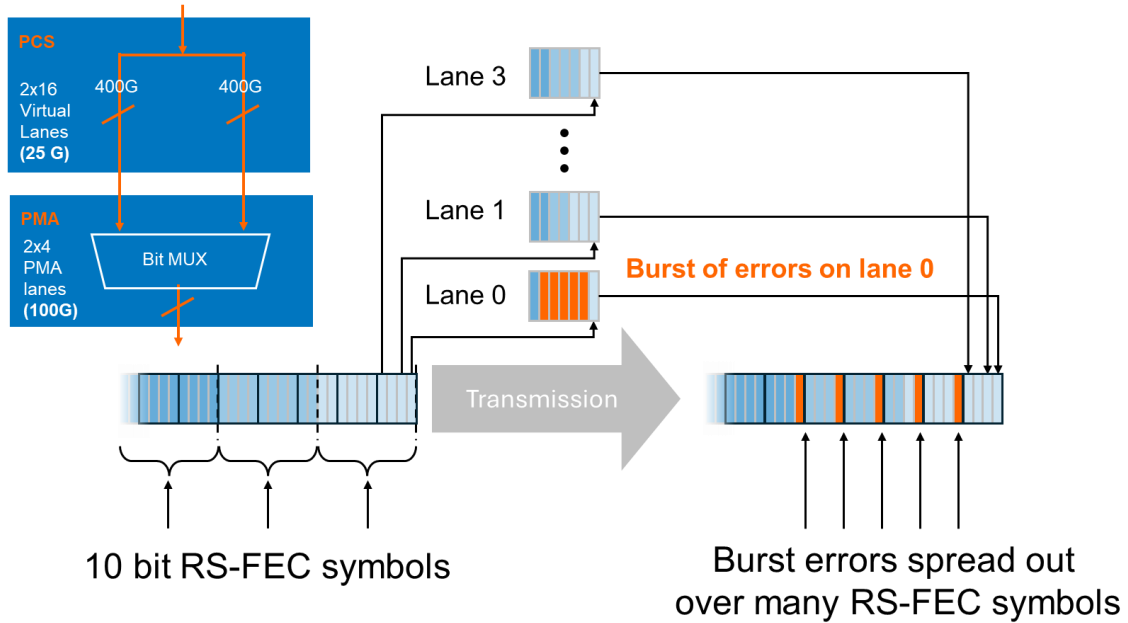 PCS
2x16
Virtual
Lanes
(25 G)
400G
400G
PMA
2x4
PMA
lanes
(100G)
Bit MUX
Lane 3
Lane 1
Lane 0
Burst of errors on lane 0
Transmission
10 bit RS-FEC symbols
Burst errors spread out
over many RS-FEC symbols